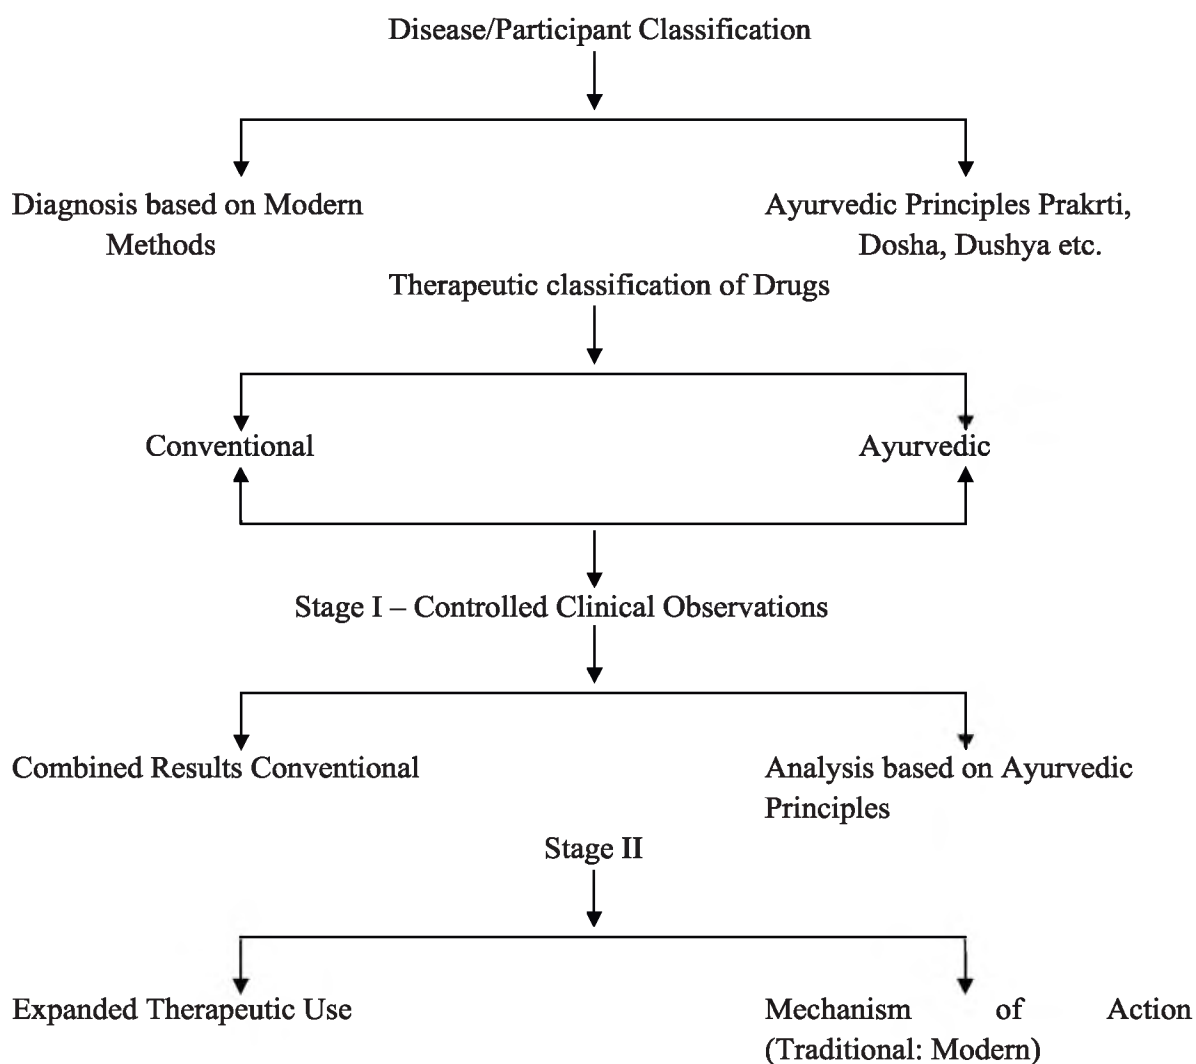 Disease/Participant Classification
Diagnosis based on Modern
Methods
Ayurvedic Principles Prakrti,
Dosha, Dushya etc.
Therapeutic classification of Drugs
Conventional
Ayurvedic
Stage I – Controlled Clinical Observations
Combined Results Conventional
Analysis based on Ayurvedic
Principles
Stage II
Expanded Therapeutic Use
Mechanism of Action
(Traditional: Modern)